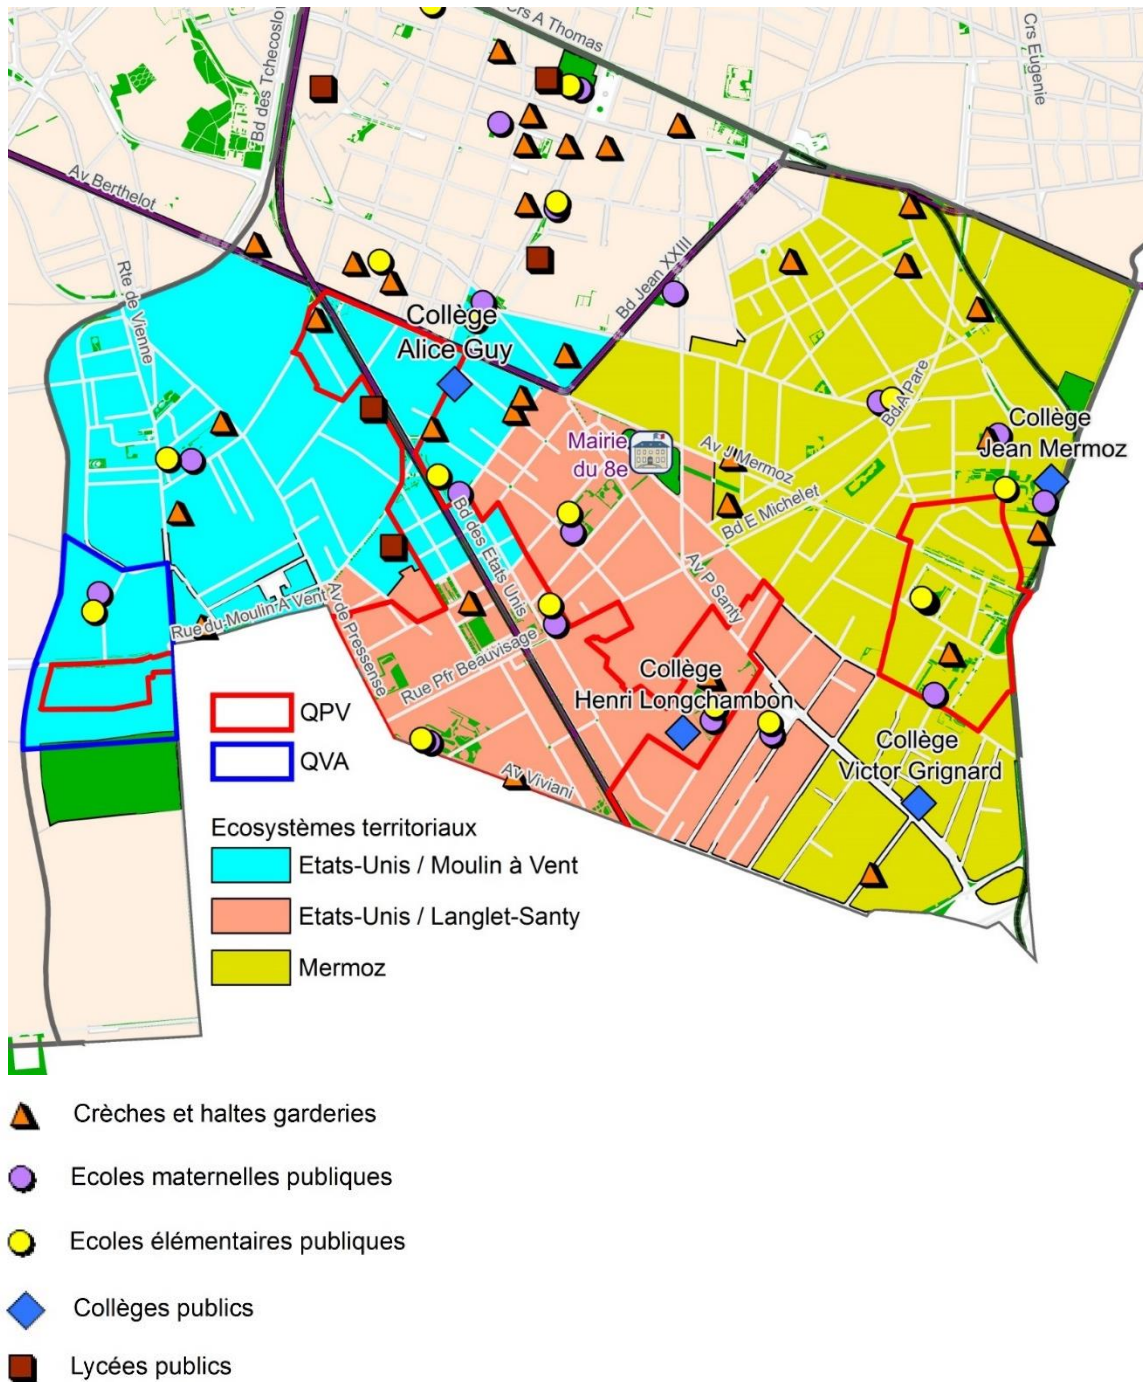 Crs A Thomas
Crs Eugenie
Bd des Tchecoslo
Av Berthelot
Rte de Vienne
Bd Jean XXIII
Collège
Alice Guy
Bd A Pare
Collège
Jean Mermoz
Mairie
du 8e
Av J Mermoz
Bd E Michelet
Bd des Etats Unis
Av P Santy
Rue du Moulin A Vent
Av de Pressense
Rue Pfr Beauvisage
Collège
Henri Longchambon
Collège
Victor Grignard
Av Viviani
QPV
QVA
Ecosystèmes territoriaux
Etats-Unis / Moulin à Vent
Etats-Unis / Langlet-Santy
Mermoz
Crèches et haltes garderies
Ecoles maternelles publiques
Ecoles élémentaires publiques
Collèges publics
Lycées publics